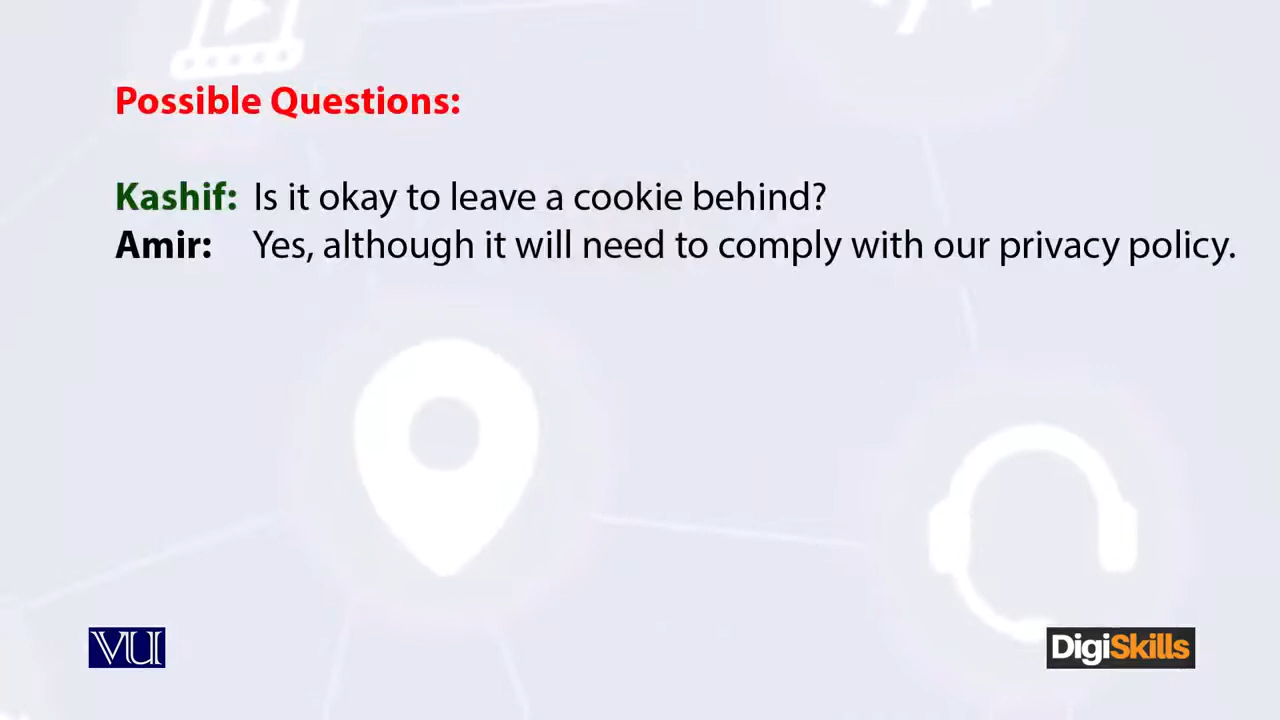 Possible Questions:
Kashif: Is it okay to leave a cookie behind?
Amir: Yes, although it will need to comply with our privacy policy.
VU
DigiSkills